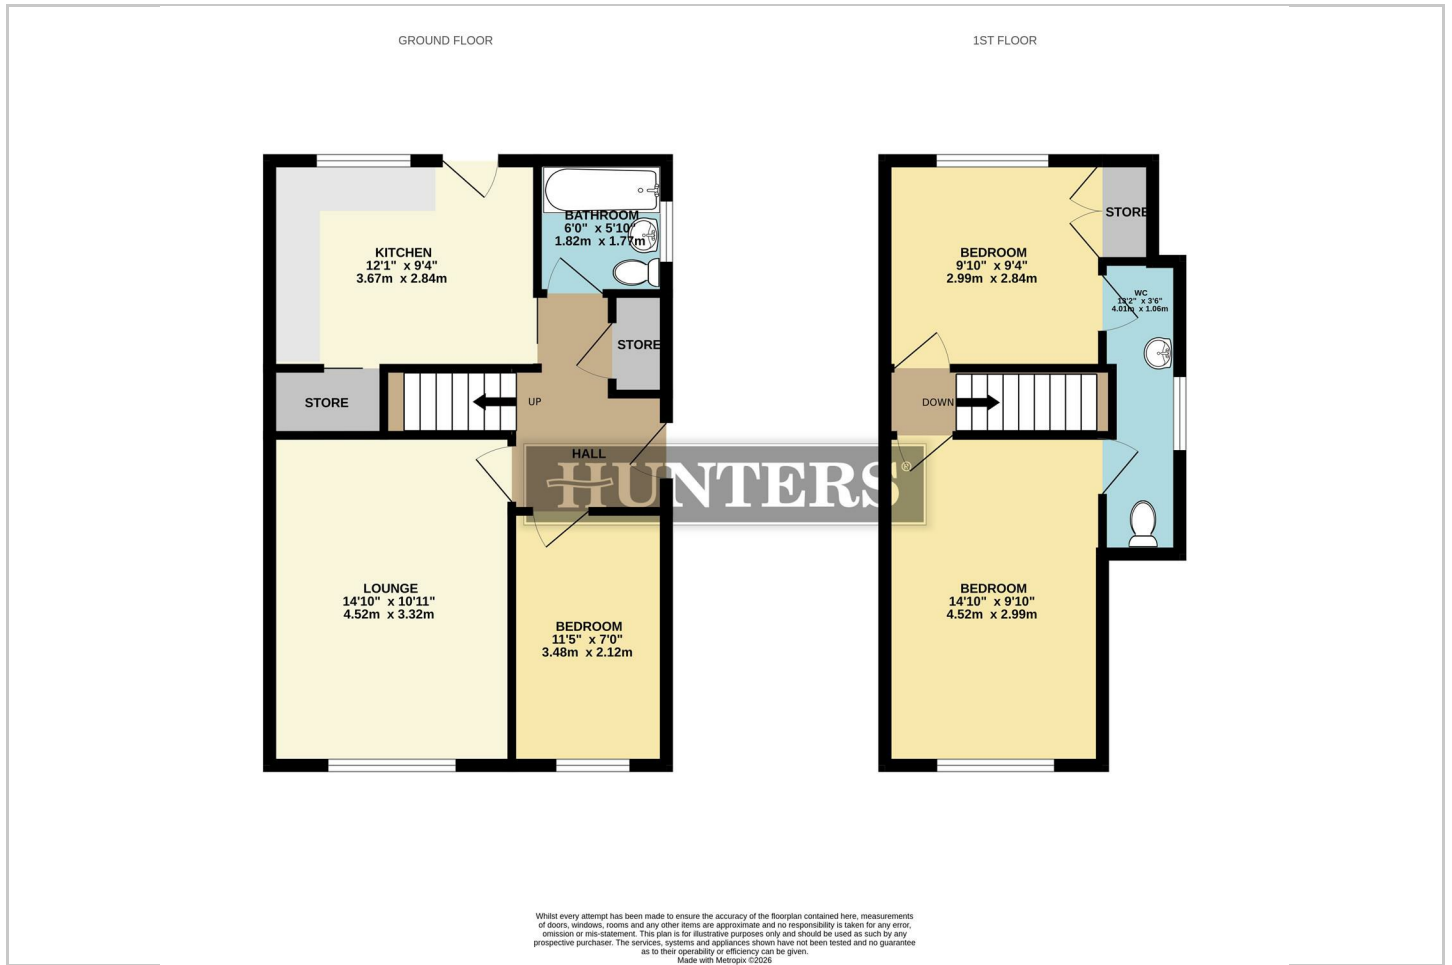 GROUND FLOOR
1ST FLOOR
KITCHEN
12'1" x 9'4"
3.67m x 2.84m
BATHROOM
6'0" x 5'10"
1.82m x 1.77m
STORE
STORE
UP
HALL
LOUNGE
14'10" x 10'11"
4.52m x 3.32m
BEDROOM
11'5" x 7'0"
3.48m x 2.12m
HUNTERS®
BEDROOM
9'10" x 9'4"
2.99m x 2.84m
STORE
WC
13'2" x 3'6"
4.01m x 1.06m
DOWN
BEDROOM
14'10" x 9'10"
4.52m x 2.99m
Whilst every attempt has been made to ensure the accuracy of the floorplan contained here, measurements
of doors, windows, rooms and any other items are approximate and no responsibility is taken for any error,
omission or mis-statement. This plan is for illustrative purposes only and should be used as such by any
prospective purchaser. The services, systems and appliances shown have not been tested and no guarantee
as to their operability or efficiency can be given.
Made with Metropix ©2026